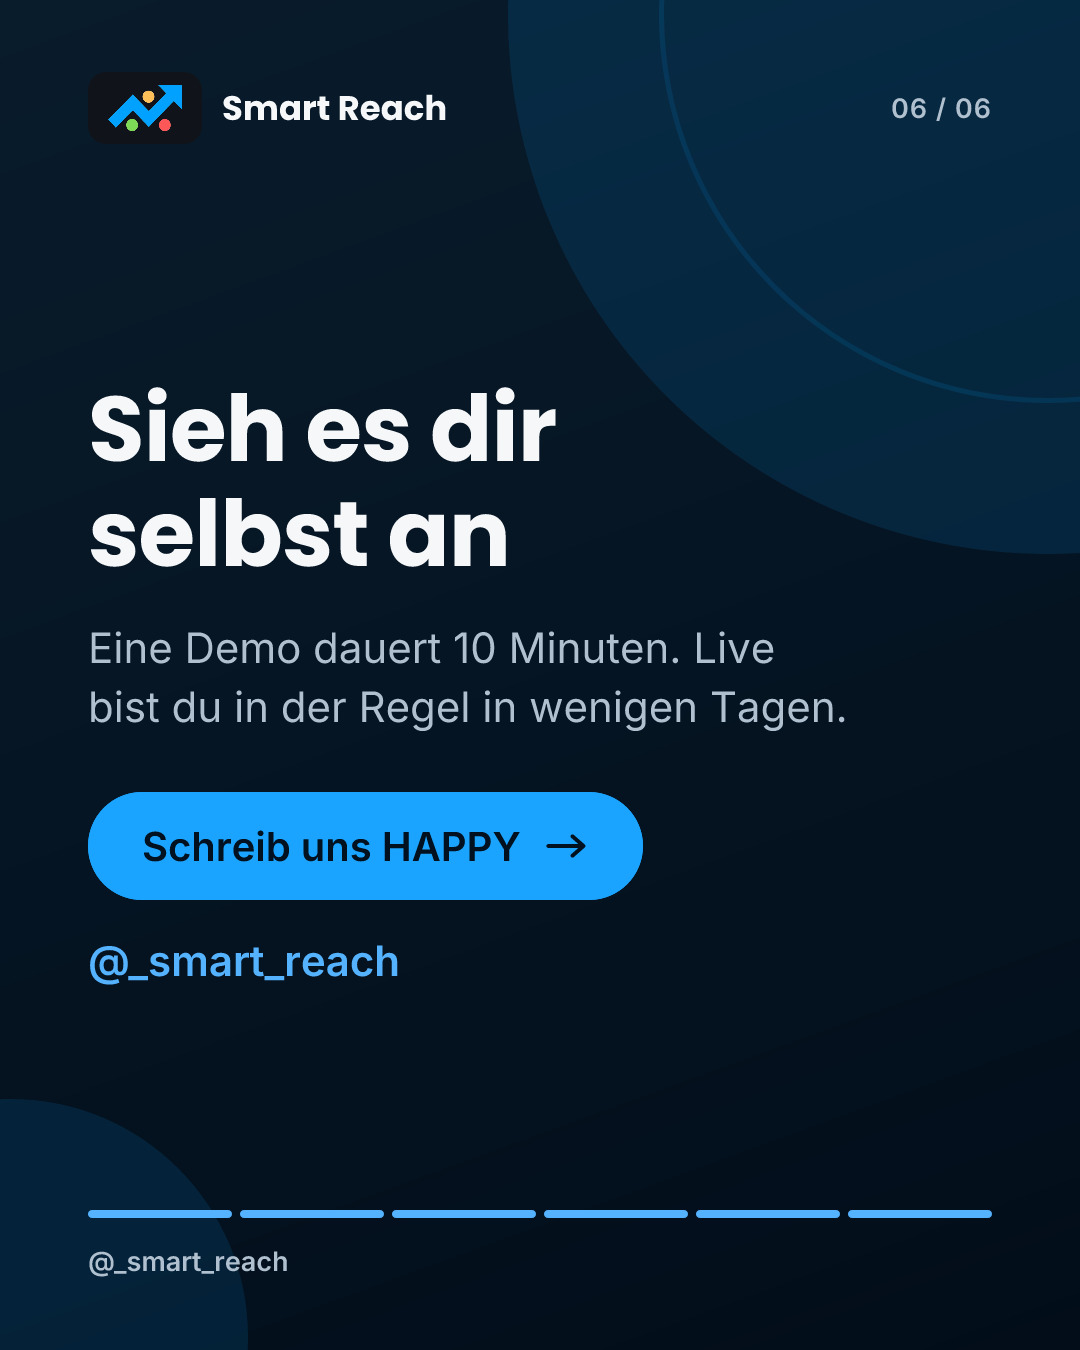 Smart Reach
06 / 06
Sieh es dir
selbst an
Eine Demo dauert 10 Minuten. Live
bist du in der Regel in wenigen Tagen.
Schreib uns HAPPY →
@_smart_reach
@_smart_reach